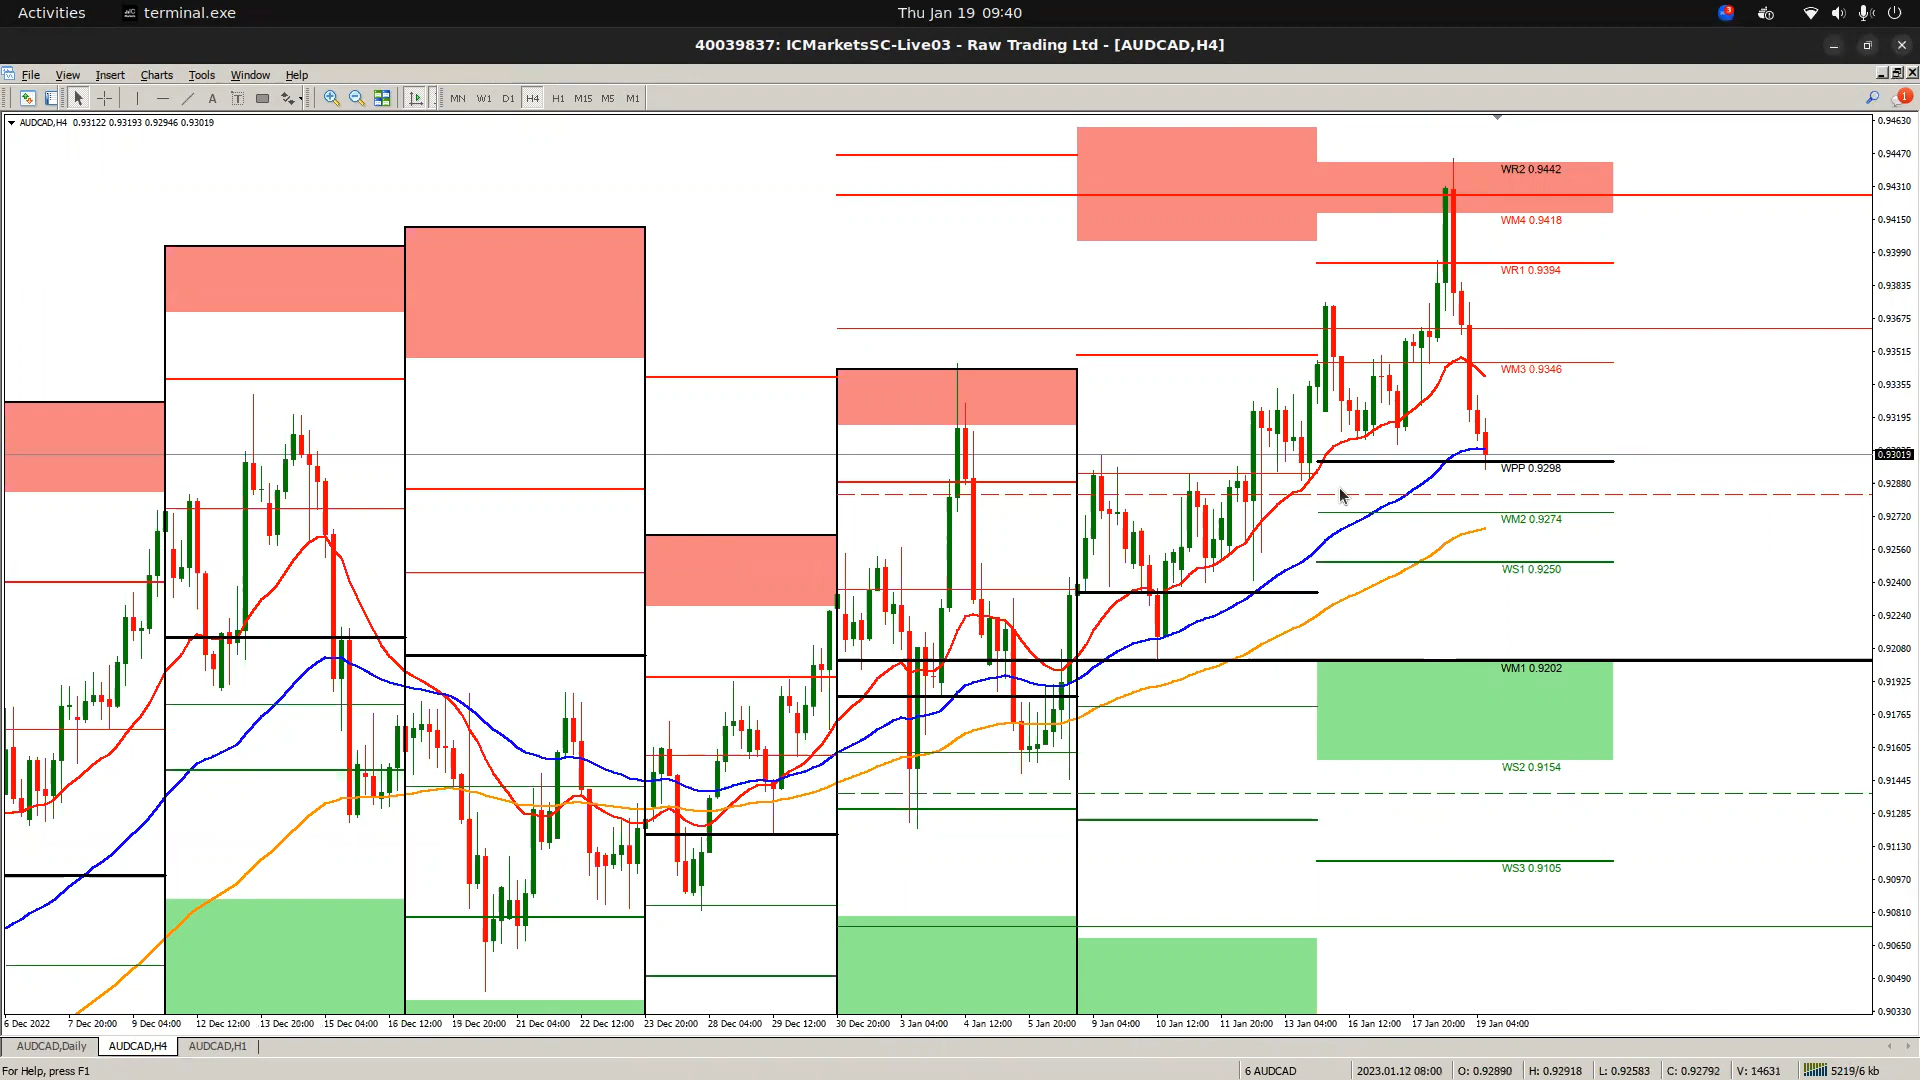 Activities terminal.exe Thu Jan 19 09:40 3
40039837: ICMarketsSC-Live03 - Raw Trading Ltd - [AUDCAD,H4]
File View Insert Charts Tools Window Help
A T MN W1 D1 H4 H1 M15 M5 M1 1
AUDCAD,H4 0.93122 0.93193 0.92946 0.93019
0.94630
0.94470
WR2 0.9442
0.94310
WM4 0.9418
0.94150
WR1 0.9394
0.93990
0.93835
0.93675
0.93515
WM3 0.9346
0.93355
0.93195
0.93019
WPP 0.9298
0.92880
0.92720
WM2 0.9274
0.92560
WS1 0.9250
0.92400
0.92240
0.92080
WM1 0.9202
0.91925
0.91765
0.91605
WS2 0.9154
0.91445
0.91285
0.91130
WS3 0.9105
0.90970
0.90810
0.90650
0.90490
0.90330
6 Dec 2022 7 Dec 20:00 9 Dec 04:00 12 Dec 12:00 13 Dec 20:00 15 Dec 04:00 16 Dec 12:00 19 Dec 20:00 21 Dec 04:00 22 Dec 12:00 23 Dec 20:00 28 Dec 04:00 29 Dec 12:00 30 Dec 20:00 3 Jan 04:00 4 Jan 12:00 5 Jan 20:00 9 Jan 04:00 10 Jan 12:00 11 Jan 20:00 13 Jan 04:00 16 Jan 12:00 17 Jan 20:00 19 Jan 04:00
AUDCAD,Daily AUDCAD,H4 AUDCAD,H1
For Help, press F1 6 AUDCAD 2023.01.12 08:00 O: 0.92890 H: 0.92918 L: 0.92583 C: 0.92792 V: 14631 5219/6 kb